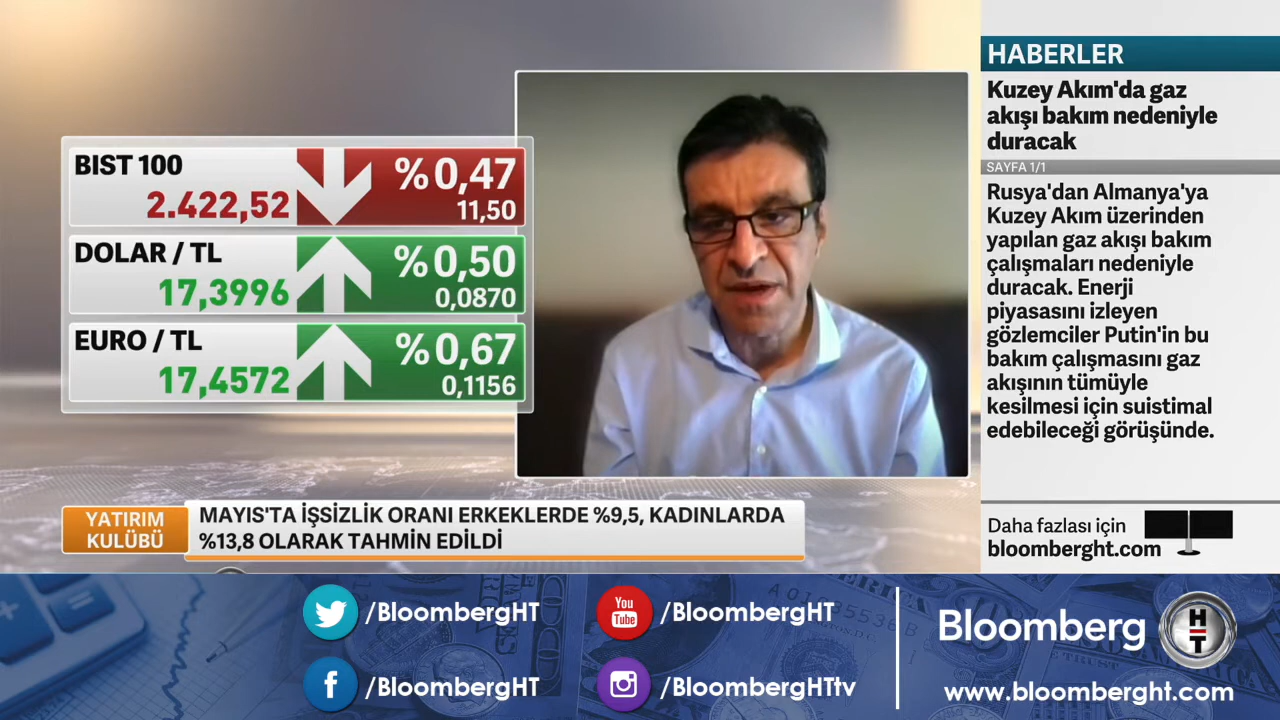 BIST 100
2.422,52
%0,47
11,50
DOLAR / TL
17,3996
%0,50
0,0870
EURO / TL
17,4572
%0,67
0,1156
YATIRIM
KULÜBÜ
MAYIS'TA İŞSİZLİK ORANI ERKEKLERDE %9,5, KADINLARDA
%13,8 OLARAK TAHMİN EDİLDİ
HABERLER
Kuzey Akım'da gaz
akışı bakım nedeniyle
duracak
SAYFA 1/1
Rusya'dan Almanya'ya
Kuzey Akım üzerinden
yapılan gaz akışı bakım
çalışmaları nedeniyle
duracak. Enerji
piyasasını izleyen
gözlemciler Putin'in bu
bakım çalışmasını gaz
akışının tümüyle
kesilmesi için suistimal
edebileceği görüşünde.
Daha fazlası için
bloomberght.com
/BloombergHT
You
Tube
/BloombergHT
/BloombergHT
/BloombergHTtv
Bloomberg
HT
www.bloomberght.com